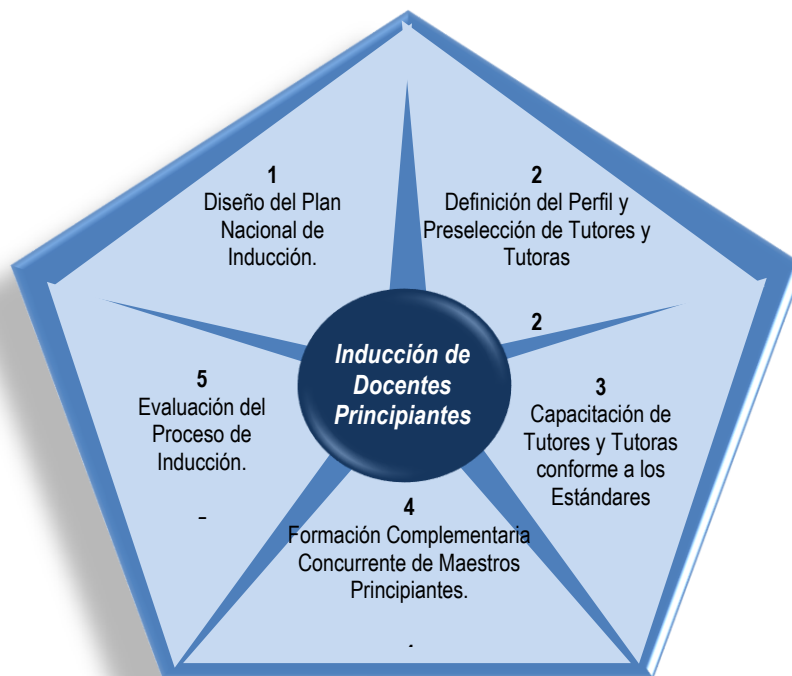 1
Diseño del Plan
Nacional de
Inducción.
2
Definición del Perfil y
Preselección de Tutores y
Tutoras
2
Inducción de
Docentes
Principiantes
3
Capacitación de
Tutores y Tutoras
conforme a los
Estándares
4
Formación Complementaria
Concurrente de Maestros
Principiantes.
.
5
Evaluación del
Proceso de
Inducción.
-